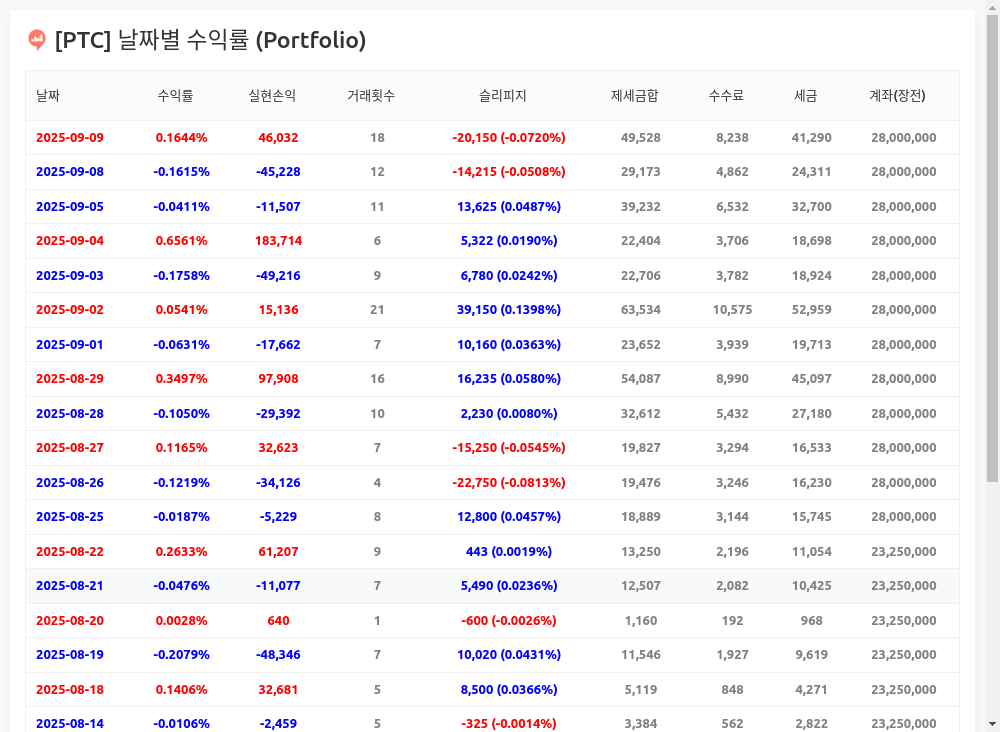 [PTC] 날짜별 수익률 (Portfolio)
날짜 수익률 실현손익 거래횟수 슬리피지 제세금합 수수료 세금 계좌(장전)
2025-09-09 0.1644% 46,032 18 -20,150 (-0.0720%) 49,528 8,238 41,290 28,000,000
2025-09-08 -0.1615% -45,228 12 -14,215 (-0.0508%) 29,173 4,862 24,311 28,000,000
2025-09-05 -0.0411% -11,507 11 13,625 (0.0487%) 39,232 6,532 32,700 28,000,000
2025-09-04 0.6561% 183,714 6 5,322 (0.0190%) 22,404 3,706 18,698 28,000,000
2025-09-03 -0.1758% -49,216 9 6,780 (0.0242%) 22,706 3,782 18,924 28,000,000
2025-09-02 0.0541% 15,136 21 39,150 (0.1398%) 63,534 10,575 52,959 28,000,000
2025-09-01 -0.0631% -17,662 7 10,160 (0.0363%) 23,652 3,939 19,713 28,000,000
2025-08-29 0.3497% 97,908 16 16,235 (0.0580%) 54,087 8,990 45,097 28,000,000
2025-08-28 -0.1050% -29,392 10 2,230 (0.0080%) 32,612 5,432 27,180 28,000,000
2025-08-27 0.1165% 32,623 7 -15,250 (-0.0545%) 19,827 3,294 16,533 28,000,000
2025-08-26 -0.1219% -34,126 4 -22,750 (-0.0813%) 19,476 3,246 16,230 28,000,000
2025-08-25 -0.0187% -5,229 8 12,800 (0.0457%) 18,889 3,144 15,745 28,000,000
2025-08-22 0.2633% 61,207 9 443 (0.0019%) 13,250 2,196 11,054 23,250,000
2025-08-21 -0.0476% -11,077 7 5,490 (0.0236%) 12,507 2,082 10,425 23,250,000
2025-08-20 0.0028% 640 1 -600 (-0.0026%) 1,160 192 968 23,250,000
2025-08-19 -0.2079% -48,346 7 10,020 (0.0431%) 11,546 1,927 9,619 23,250,000
2025-08-18 0.1406% 32,681 5 8,500 (0.0366%) 5,119 848 4,271 23,250,000
2025-08-14 -0.0106% -2,459 5 -325 (-0.0014%) 3,384 562 2,822 23,250,000